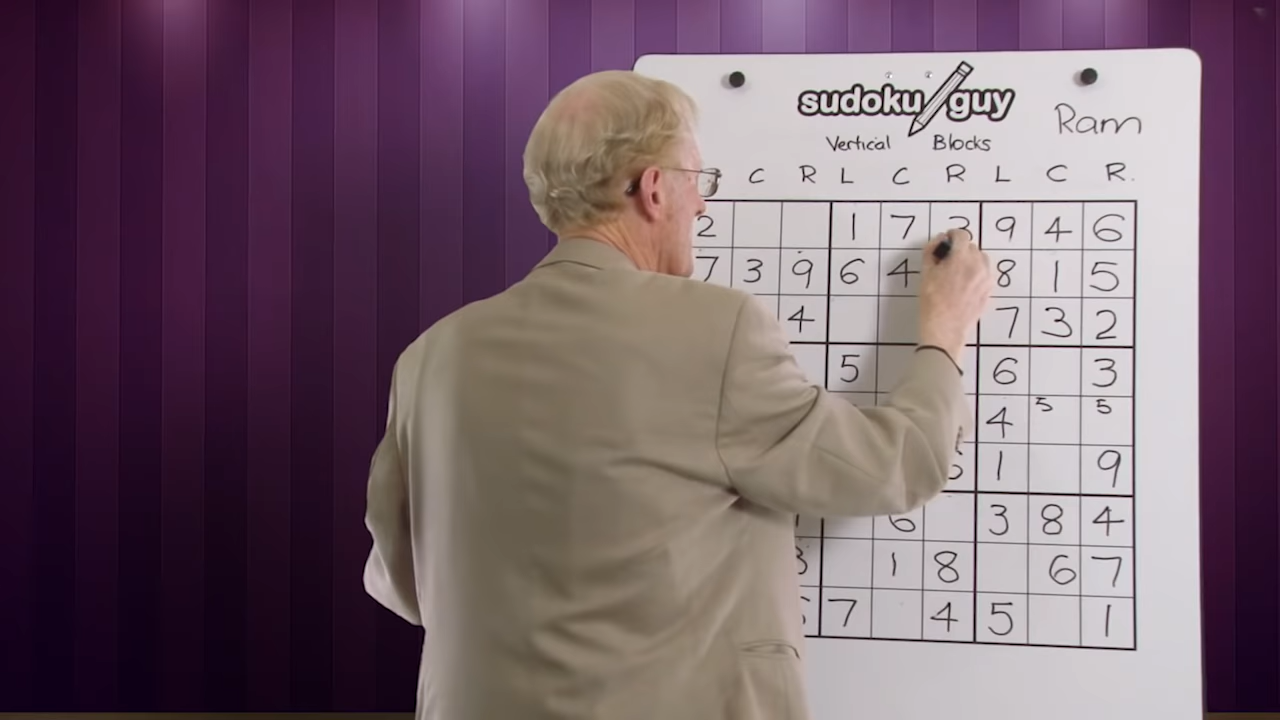 sudoku guy
Ram
Vertical Blocks
C R L C R L C R.
2 1 7 3 9 4 6
7 3 9 6 4 8 1 5
4 7 3 2
5 6 3
4 5 5
1 9
6 3 8 4
1 8 6 7
7 4 5 1